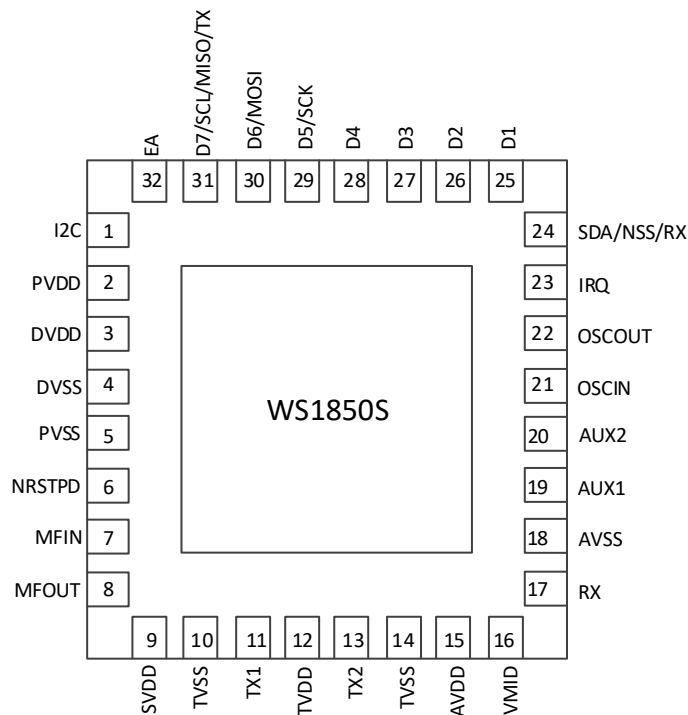 EA
D7/SCL/MISO/TX
D6/MOSI
D5/SCK
D4
D3
D2
D1
32 31 30 29 28 27 26 25
I2C 1
PVDD 2
DVDD 3
DVSS 4
PVSS 5
NRSTPD 6
MFIN 7
MFOUT 8
WS1850S
24 SDA/NSS/RX
23 IRQ
22 OSCOUT
21 OSCIN
20 AUX2
19 AUX1
18 AVSS
17 RX
9 10 11 12 13 14 15 16
SVDD
TVSS
TX1
TVDD
TX2
TVSS
AVDD
VMID